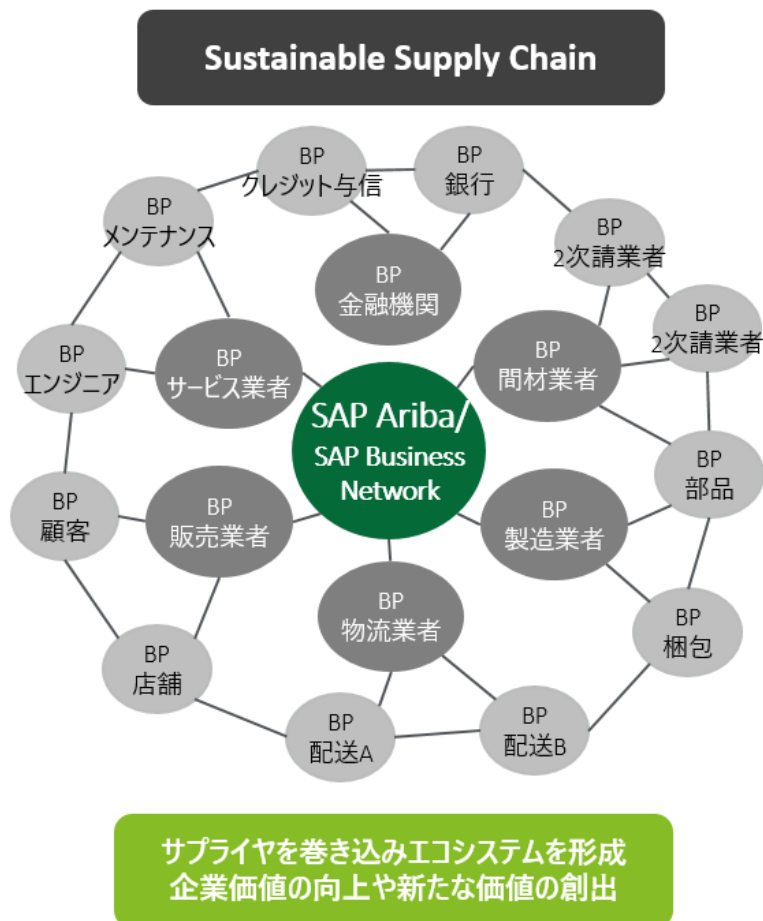 Sustainable Supply Chain
BP
クレジット与信
BP
銀行
BP
メンテナンス
BP
2次請業者
BP
金融機関
BP
2次請業者
BP
エンジニア
BP
サービス業者
BP
間材業者
SAP Ariba/
SAP Business
Network
BP
部品
BP
顧客
BP
販売業者
BP
製造業者
BP
物流業者
BP
梱包
BP
店舗
BP
配送A
BP
配送B
サプライヤを巻き込みエコシステムを形成
企業価値の向上や新たな価値の創出